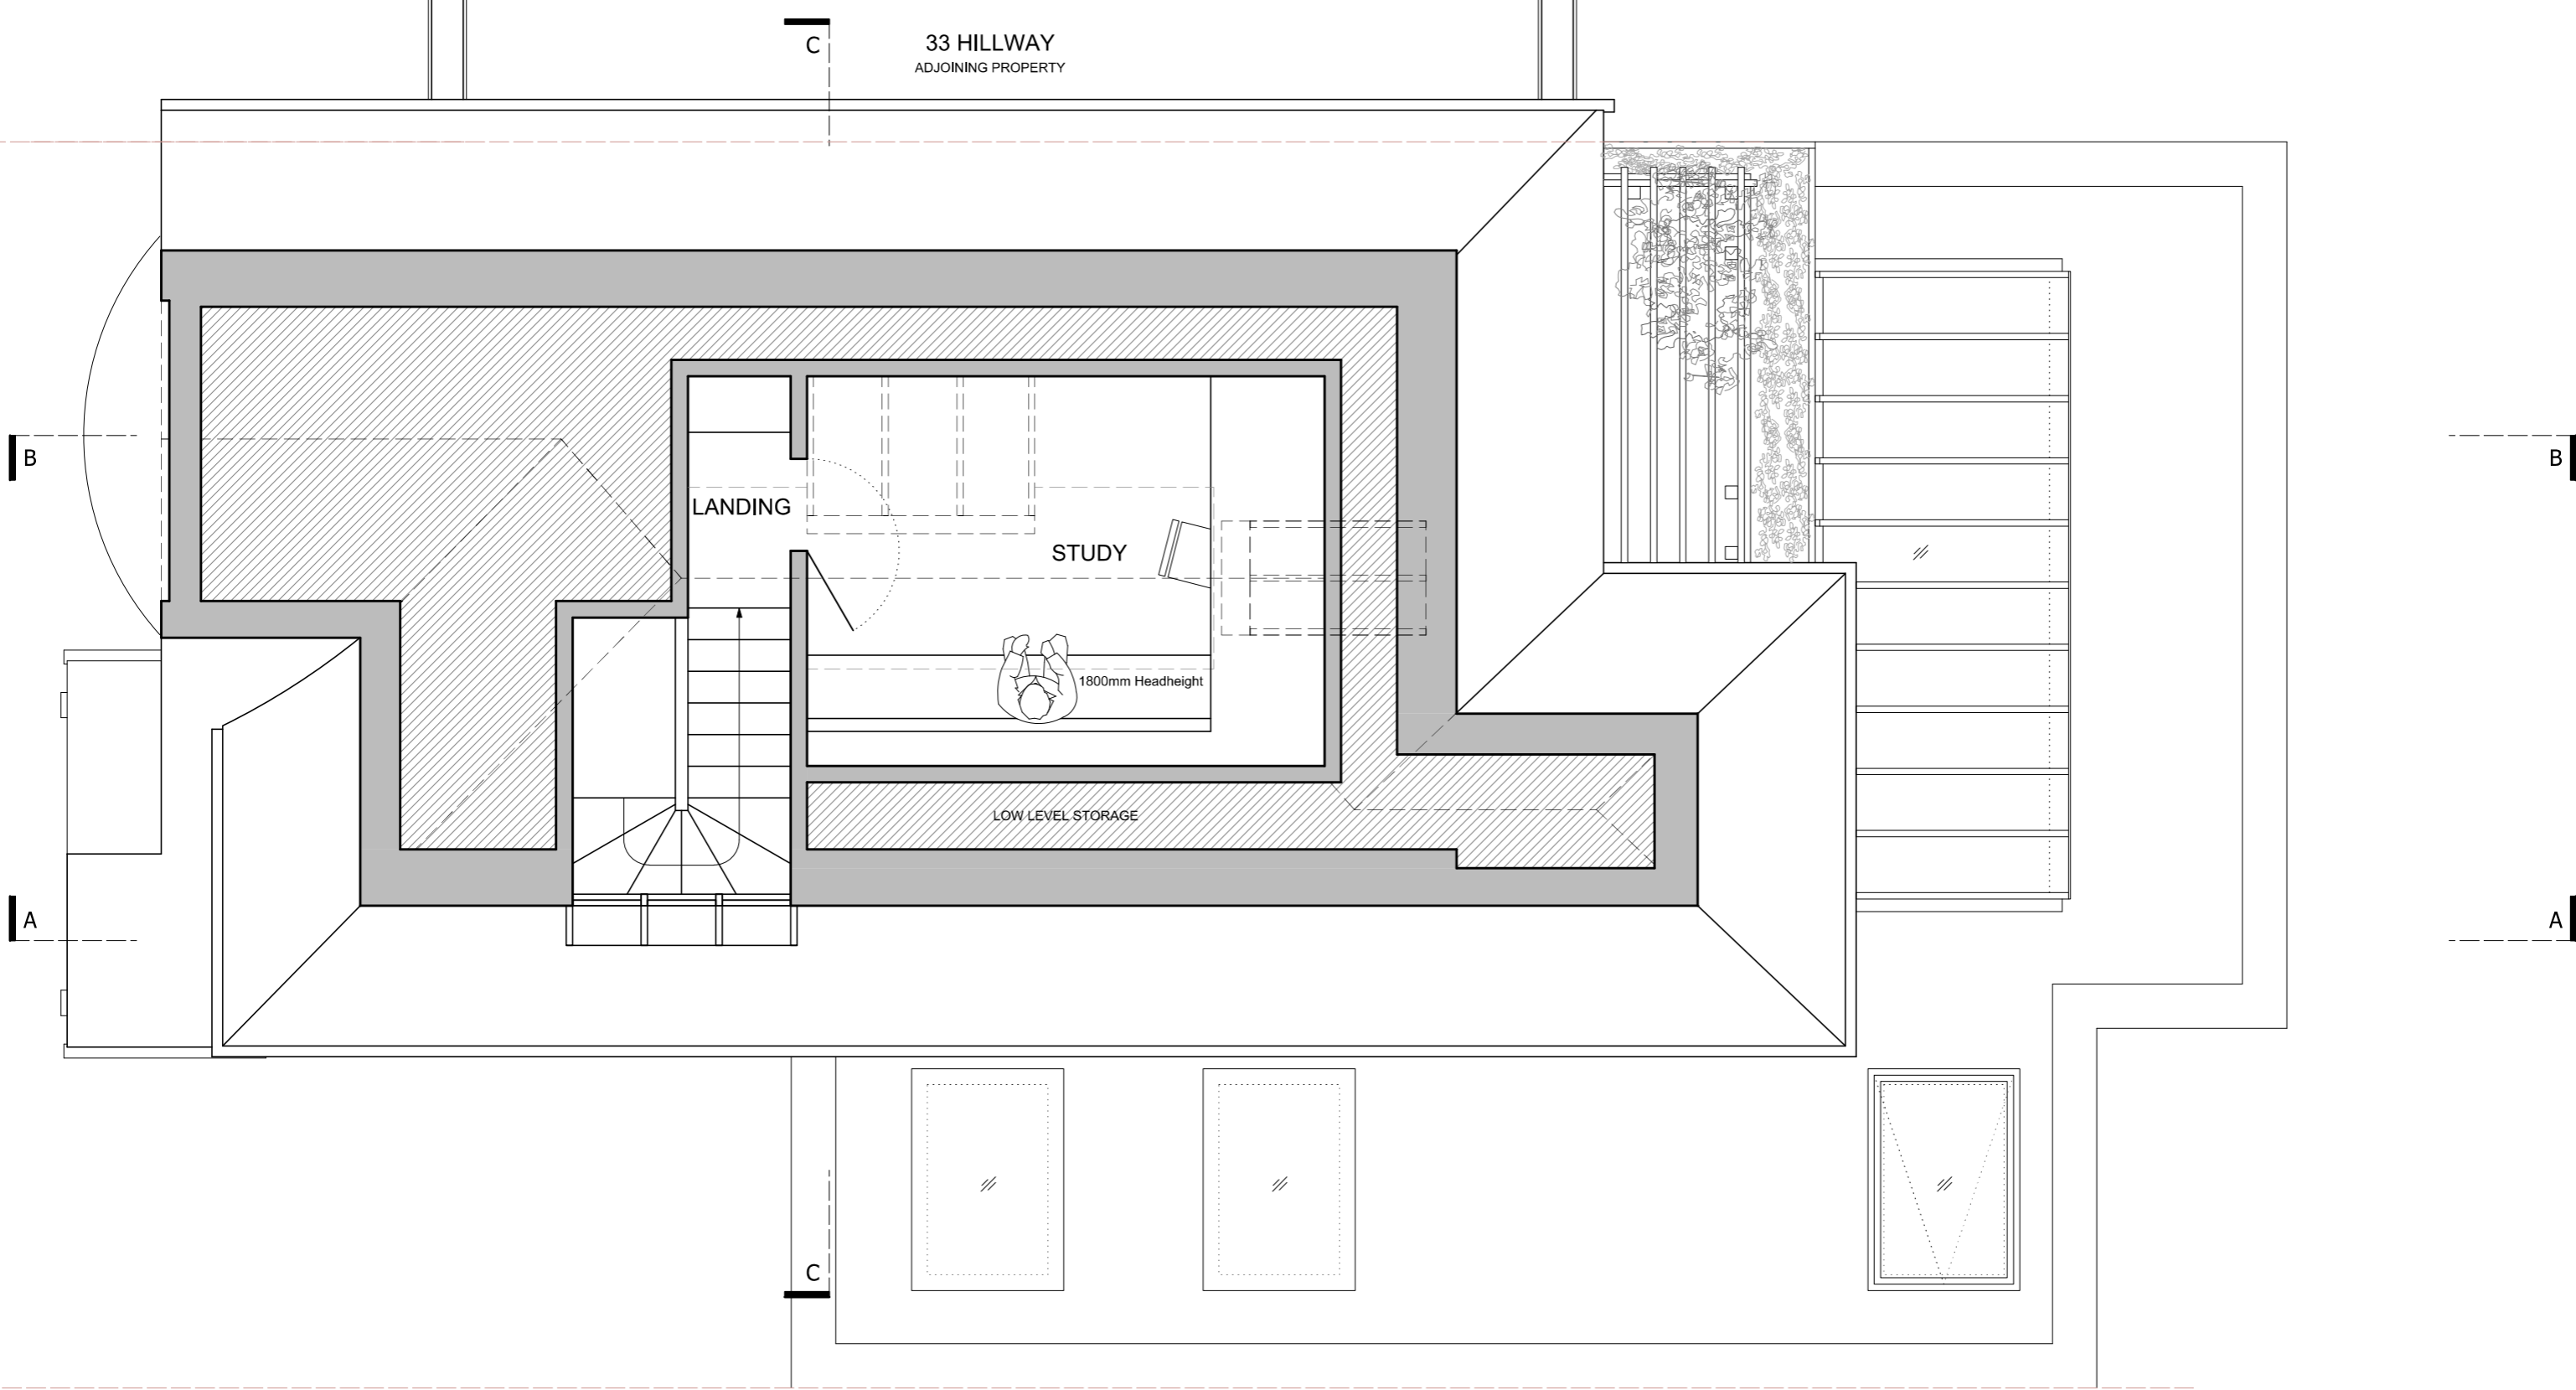 C
33 HILLWAY
ADJOINING PROPERTY
B
B
LANDING
STUDY
1800mm Headheight
LOW LEVEL STORAGE
A
A
C